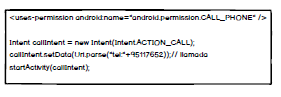 <uses-permission android:name="android.permission.CALL_PHONE" />
Intent callIntent = new Intent(Intent.ACTION_CALL);
callIntent.setData(Uri.parse("tel:"+95117652));// llamada
startActivity(callIntent);